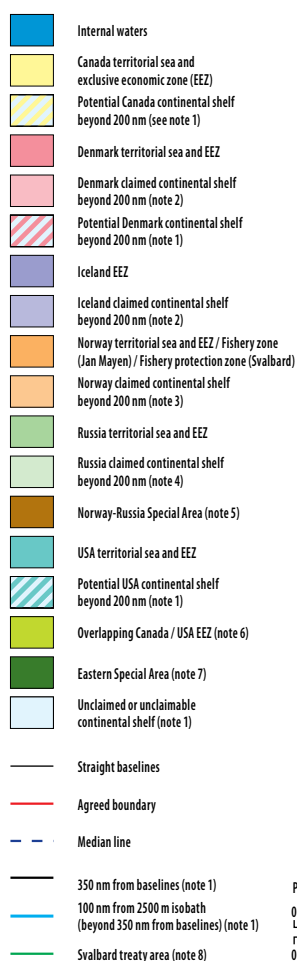 Internal waters
Canada territorial sea and
exclusive economic zone (EEZ)
Potential Canada continental shelf
beyond 200 nm (see note 1)
Denmark territorial sea and EEZ
Denmark claimed continental shelf
beyond 200 nm (note 2)
Potential Denmark continental shelf
beyond 200 nm (note 1)
Iceland EEZ
Iceland claimed continental shelf
beyond 200 nm (note 2)
Norway territorial sea and EEZ / Fishery zone
(Jan Mayen) / Fishery protection zone (Svalbard)
Norway claimed continental shelf
beyond 200 nm (note 3)
Russia territorial sea and EEZ
Russia claimed continental shelf
beyond 200 nm (note 4)
Norway-Russia Special Area (note 5)
USA territorial sea and EEZ
Potential USA continental shelf
beyond 200 nm (note 1)
Overlapping Canada / USA EEZ (note 6)
Eastern Special Area (note 7)
Unclaimed or unclaimable
continental shelf (note 1)
Straight baselines
Agreed boundary
Median line
350 nm from baselines (note 1)
100 nm from 2500 m isobath
(beyond 350 nm from baselines) (note 1)
Svalbard treaty area (note 8)